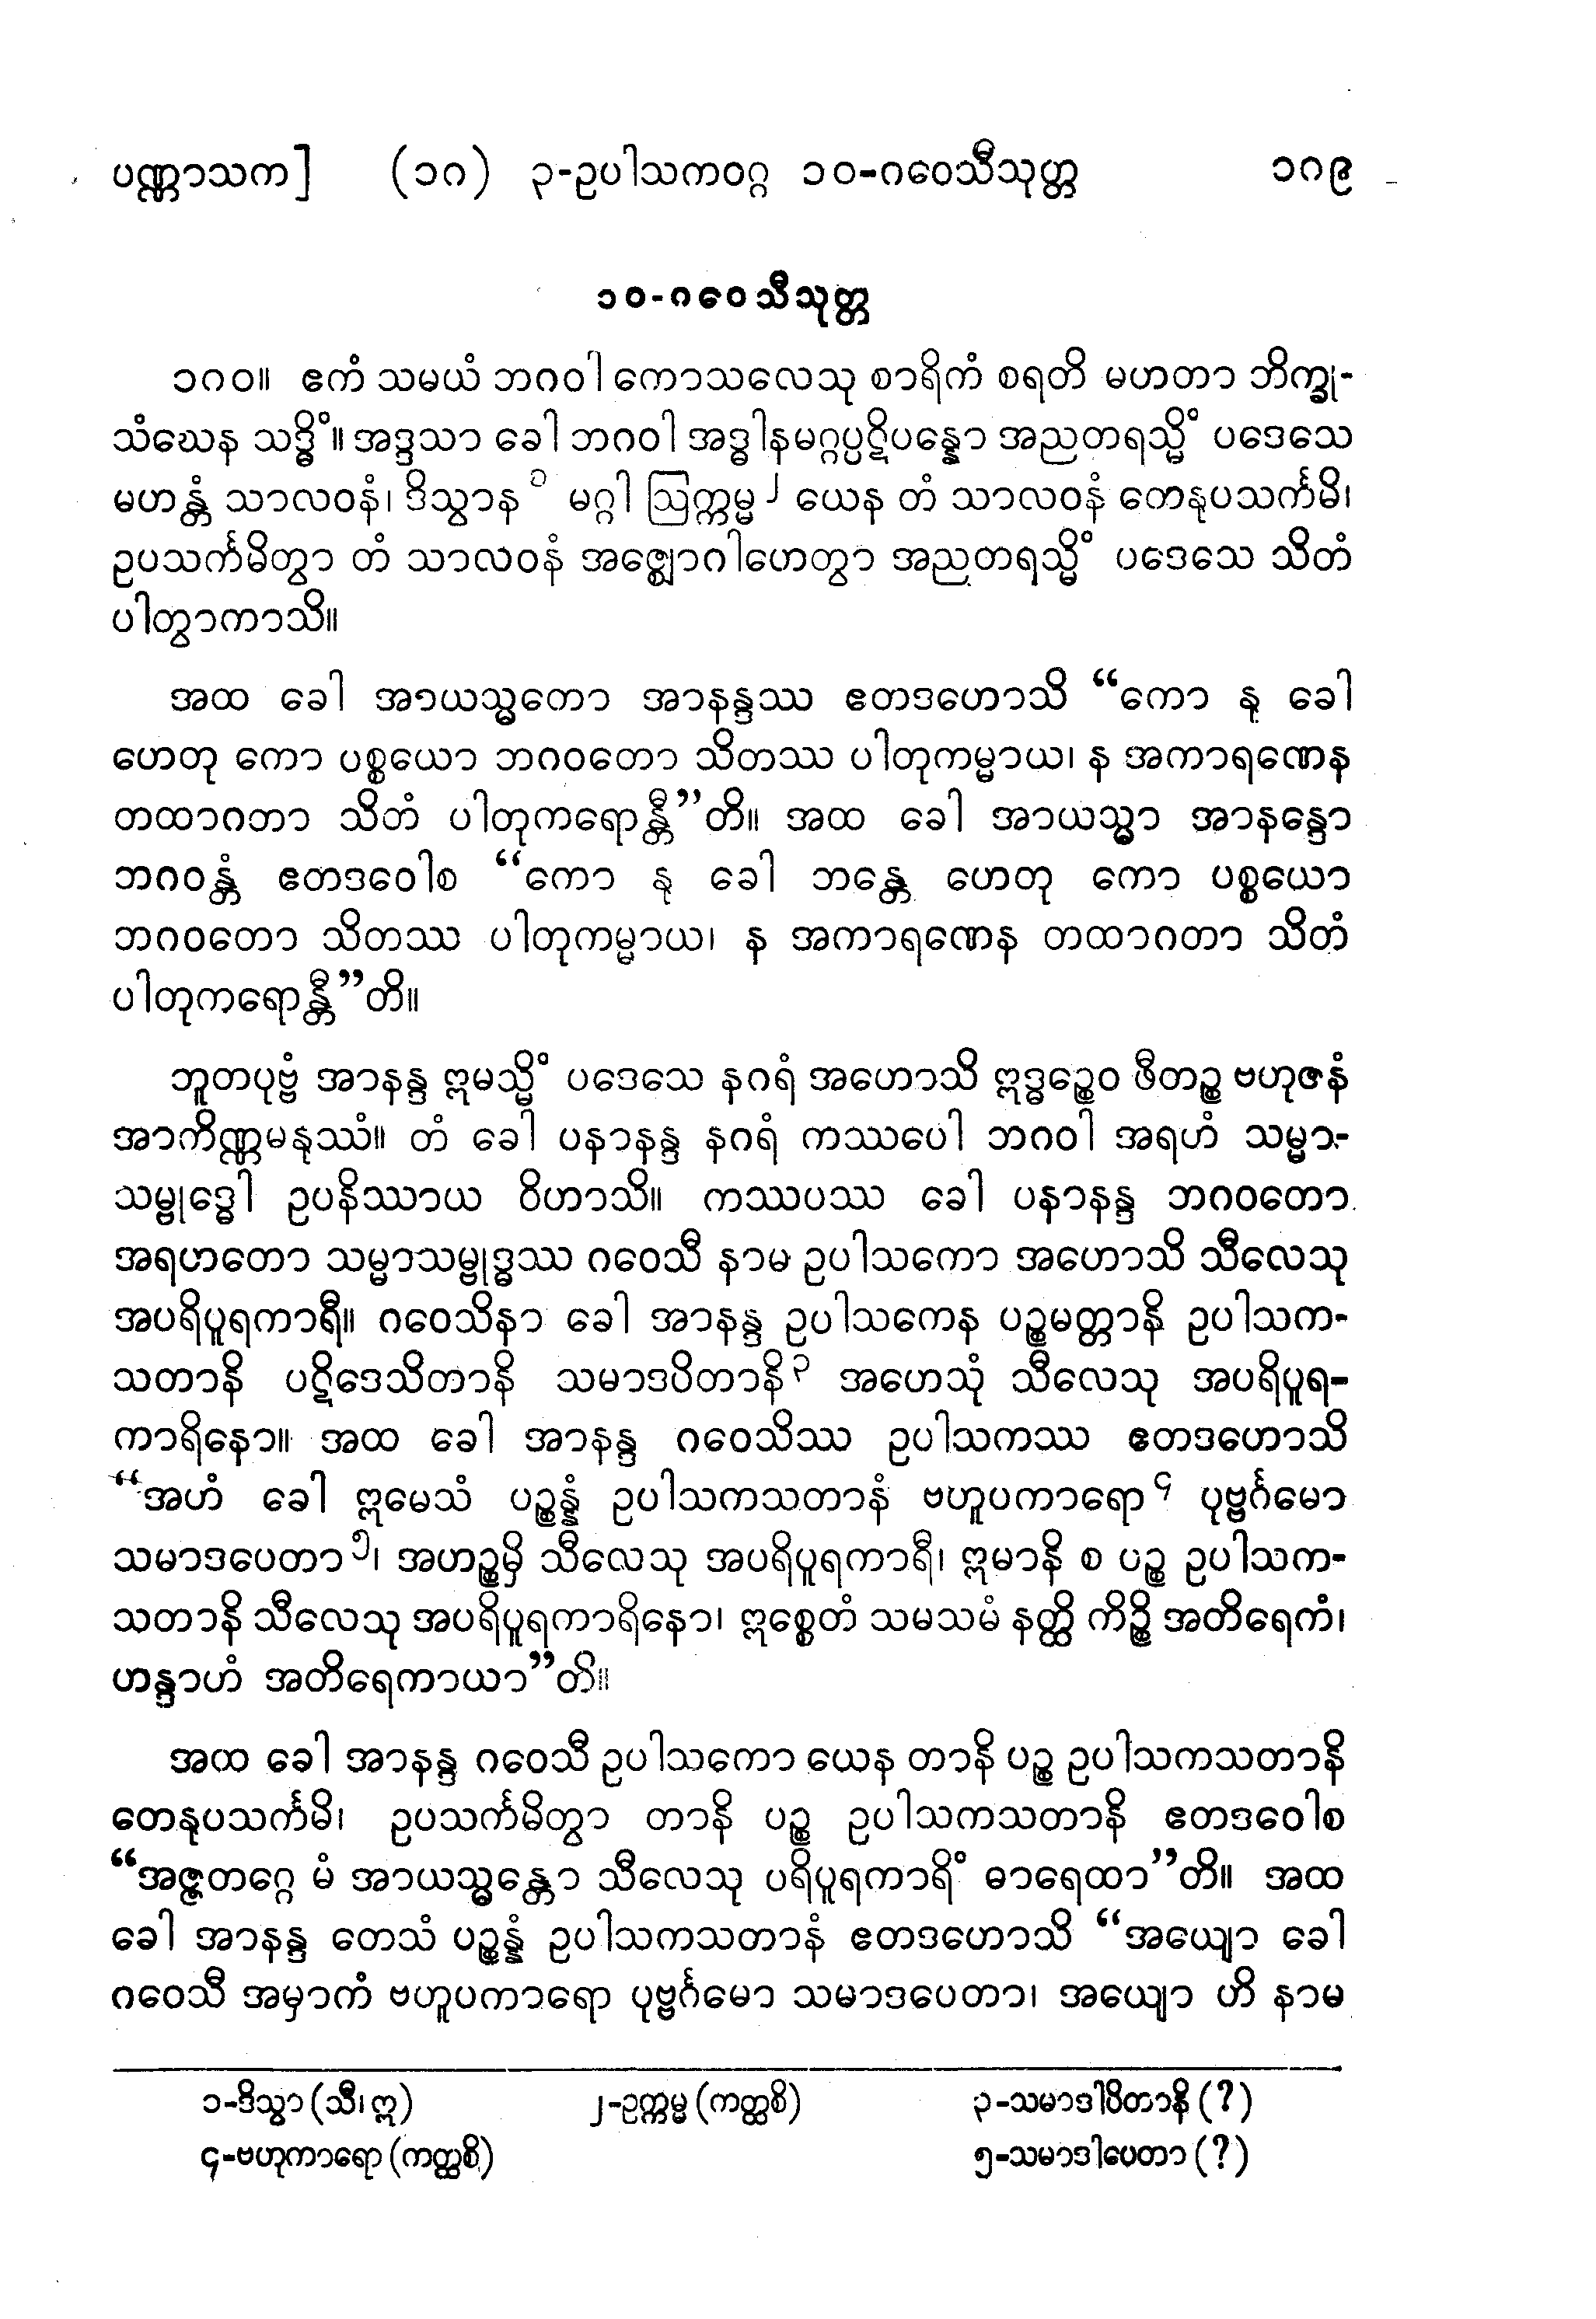 ပဏ္ဏာသက] (၁၈) ၃-ဥပါသကဝဂ္ဂ ၁၀-ဂဝေသီသုတ္တ ၁၈၉
၁၀-ဂဝေသီသုတ္တ
၁၈၀။ ဧကံ သမယံ ဘဂဝါ ကောသလေသု စာရိကံ စရတိ မဟတာ ဘိက္ခု-
သံဃေန သဒ္ဓိံ။ အဒ္ဒသာ ခေါ ဘဂဝါ အဒ္ဓါနမဂ္ဂပ္ပဋိပန္နော အညတရသ္မိံ ပဒေသေ
မဟန္တံ သာလဝနံ၊ ဒိသွာန ၁ မဂ္ဂါ ဩက္ကမ္မ ၂ ယေန တံ သာလဝနံ တေနုပသင်္ကမိ၊
ဥပသင်္ကမိတွာ တံ သာလဝနံ အဇ္ဈောဂါဟေတွာ အညတရသ္မိံ ပဒေသေ သိတံ
ပါတွာကာသိ။
အထ ခေါ အာယသ္မတော အာနန္ဒဿ ဧတဒဟောသိ “ကော နု ခေါ
ဟေတု ကော ပစ္စယော ဘဂဝတော သိတဿ ပါတုကမ္မာယ၊ န အကာရဏေန
တထာဂတာ သိတံ ပါတုကရောန္တီ”တိ။ အထ ခေါ အာယသ္မာ အာနန္ဒော
ဘဂဝန္တံ ဧတဒဝေါစ “ကော နု ခေါ ဘန္တေ ဟေတု ကော ပစ္စယော
ဘဂဝတော သိတဿ ပါတုကမ္မာယ၊ န အကာရဏေန တထာဂတာ သိတံ
ပါတုကရောန္တီ”တိ။
ဘူတပုဗ္ဗံ အာနန္ဒ ဣမသ္မိံ ပဒေသေ နဂရံ အဟောသိ ဣဒ္ဓဉ္စေဝ ဖီတဉ္စ ဗဟုဇနံ
အာကိဏ္ဏမနုဿံ။ တံ ခေါ ပနာနန္ဒ နဂရံ ကဿပေါ ဘဂဝါ အရဟံ သမ္မာ-
သမ္ဗုဒ္ဓေါ ဥပနိဿာယ ဝိဟာသိ။ ကဿပဿ ခေါ ပနာနန္ဒ ဘဂဝတော
အရဟတော သမ္မာသမ္ဗုဒ္ဓဿ ဂဝေသီ နာမ ဥပါသကော အဟောသိ သီလေသု
အပရိပူရကာရီ။ ဂဝေသိနာ ခေါ အာနန္ဒ ဥပါသကေန ပဉ္စမတ္တာနိ ဥပါသက-
သတာနိ ပဋိဒေသိတာနိ သမာဒပိတာနိ ၃ အဟေသုံ သီလေသု အပရိပူရ-
ကာရိနော။ အထ ခေါ အာနန္ဒ ဂဝေသိဿ ဥပါသကဿ ဧတဒဟောသိ
“အဟံ ခေါ ဣမေသံ ပဉ္စန္နံ ဥပါသကသတာနံ ဗဟူပကာရော ၄ ပုဗ္ဗင်္ဂမော
သမာဒပေတာ ၅၊ အဟဉ္စမှိ သီလေသု အပရိပူရကာရီ၊ ဣမာနိ စ ပဉ္စ ဥပါသက-
သတာနိ သီလေသု အပရိပူရကာရိနော၊ ဣစ္စေတံ သမသမံ နတ္ထိ ကိဉ္စိ အတိရေကံ၊
ဟန္ဒာဟံ အတိရေကာယာ”တိ။
အထ ခေါ အာနန္ဒ ဂဝေသီ ဥပါသကော ယေန တာနိ ပဉ္စ ဥပါသကသတာနိ
တေနုပသင်္ကမိ၊ ဥပသင်္ကမိတွာ တာနိ ပဉ္စ ဥပါသကသတာနိ ဧတဒဝေါစ
“အဇ္ဇတဂ္ဂေ မံ အာယသ္မန္တော သီလေသု ပရိပူရကာရိံ ဓာရေထာ”တိ။ အထ
ခေါ အာနန္ဒ တေသံ ပဉ္စန္နံ ဥပါသကသတာနံ ဧတဒဟောသိ “အယျော ခေါ
ဂဝေသီ အမှာကံ ဗဟူပကာရော ပုဗ္ဗင်္ဂမော သမာဒပေတာ၊ အယျော ဟိ နာမ
၁-ဒိသွာ (သီ၊ ဣ) ၂-ဥက္ကမ္မ (ကတ္ထစိ) ၃-သမာဒါပိတာနိ (?)
၄-ဗဟုကာရော (ကတ္ထစိ) ၅-သမာဒါပေတာ (?)